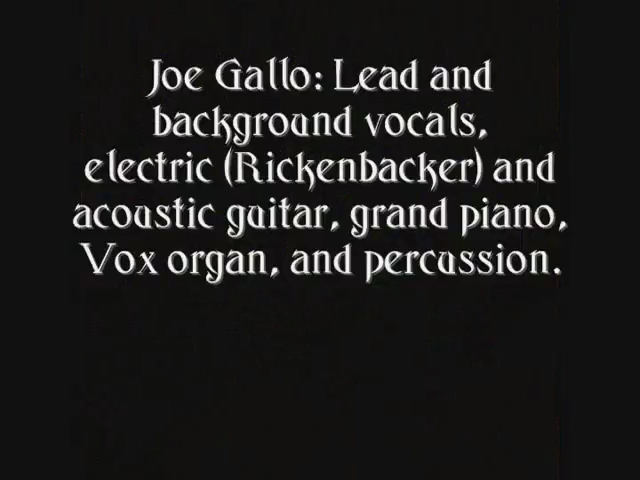 Joe Gallo: Lead and
background vocals,
electric (Rickenbacker) and
acoustic guitar, grand piano,
Vox organ, and percussion.